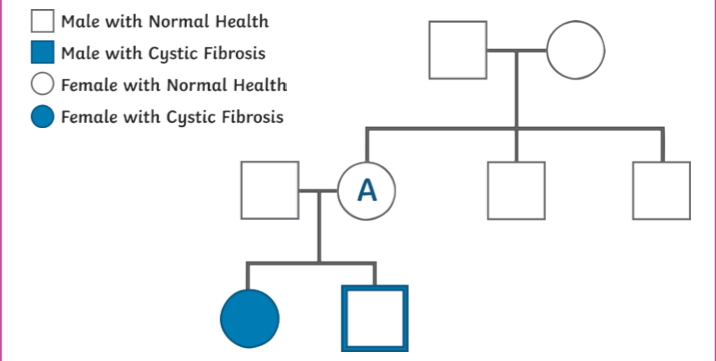 Male with Normal Health
Male with Cystic Fibrosis
Female with Normal Health
Female with Cystic Fibrosis
A